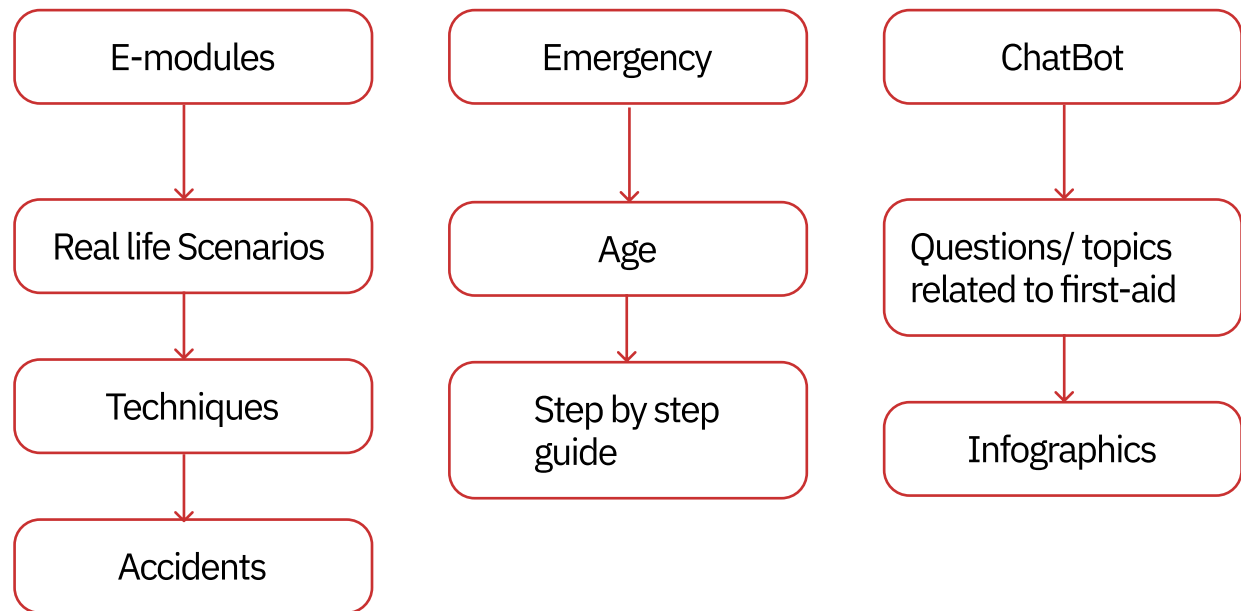 E-modules
Real life Scenarios
Techniques
Accidents
Emergency
Age
Step by step
guide
ChatBot
Questions/ topics
related to first-aid
Infographics